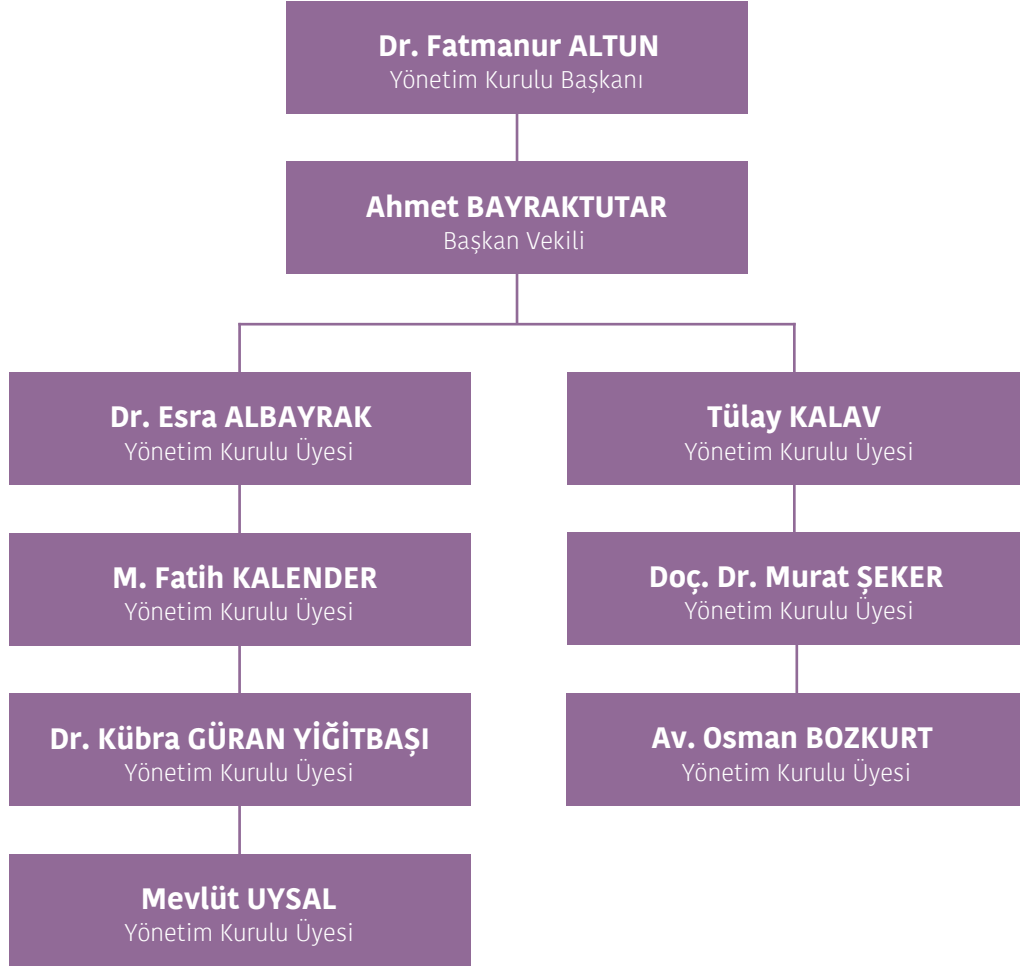 Dr. Fatmanur ALTUN
Yönetim Kurulu Başkanı
Ahmet BAYRAKTUTAR
Başkan Vekili
Dr. Esra ALBAYRAK
Yönetim Kurulu Üyesi
Tülay KALAV
Yönetim Kurulu Üyesi
M. Fatih KALENDER
Yönetim Kurulu Üyesi
Doç. Dr. Murat ŞEKER
Yönetim Kurulu Üyesi
Dr. Kübra GÜRAN YİĞİTBAŞI
Yönetim Kurulu Üyesi
Av. Osman BOZKURT
Yönetim Kurulu Üyesi
Mevlüt UYSAL
Yönetim Kurulu Üyesi